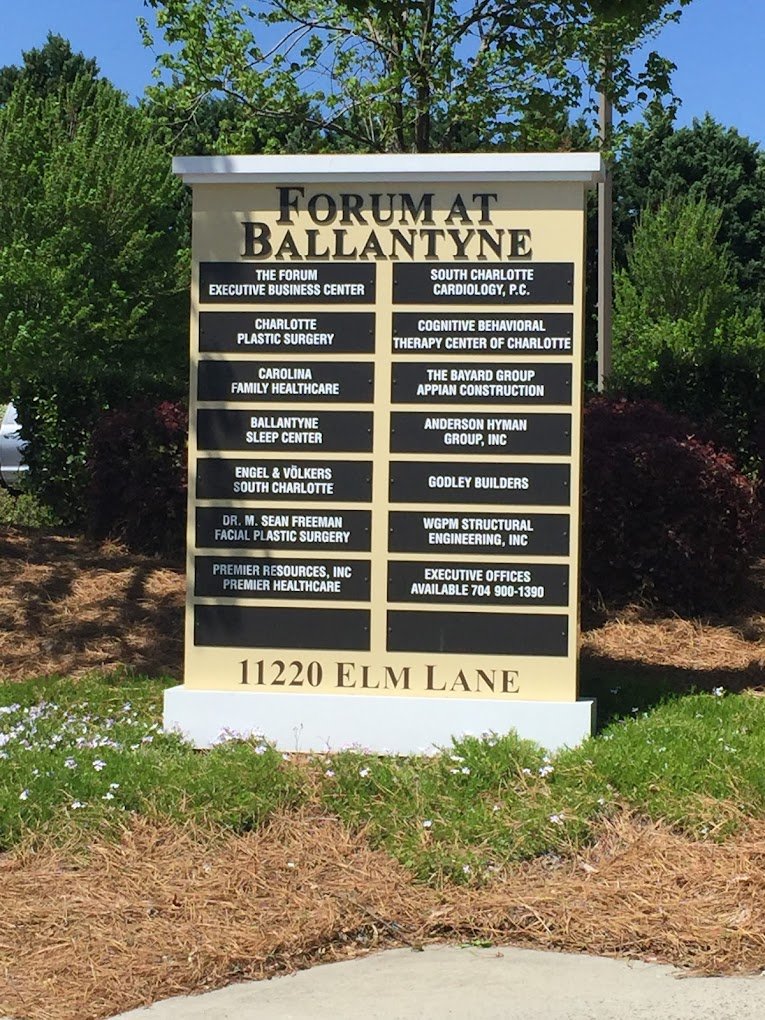 FORUM AT
BALLANTYNE
THE FORUM
EXECUTIVE BUSINESS CENTER
SOUTH CHARLOTTE
CARDIOLOGY, P.C.
CHARLOTTE
PLASTIC SURGERY
COGNITIVE BEHAVIORAL
THERAPY CENTER OF CHARLOTTE
CAROLINA
FAMILY HEALTHCARE
THE BAYARD GROUP
APPIAN CONSTRUCTION
BALLANTYNE
SLEEP CENTER
ANDERSON HYMAN
GROUP, INC
ENGEL & VÖLKERS
SOUTH CHARLOTTE
GODLEY BUILDERS
DR. M. SEAN FREEMAN
FACIAL PLASTIC SURGERY
WGPM STRUCTURAL
ENGINEERING, INC
PREMIER RESOURCES, INC
PREMIER HEALTHCARE
EXECUTIVE OFFICES
AVAILABLE 704 900-1390
11220 ELM LANE